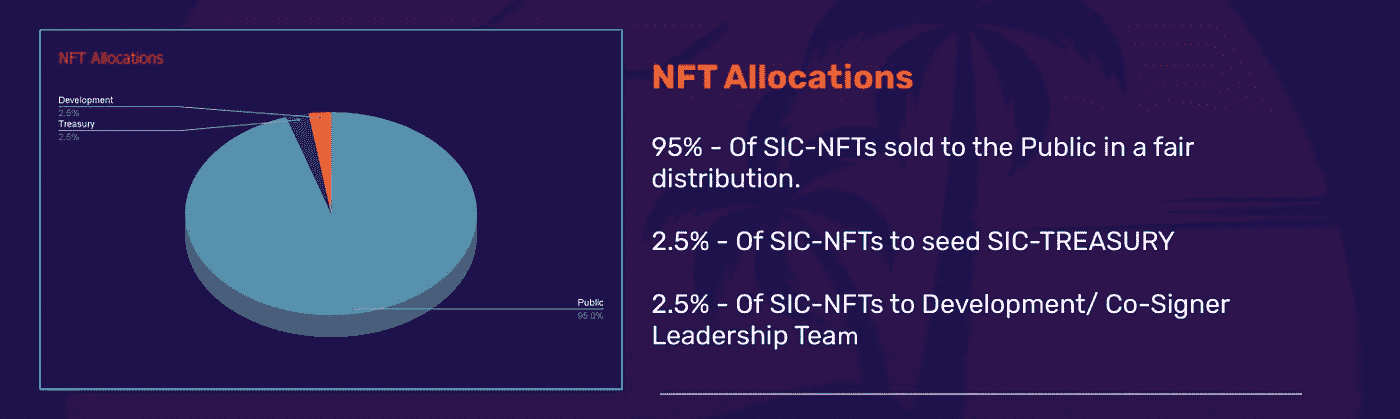 NFT Allocations
Development
2.5%
Treasury
2.5%
Public
95.0%
NFT Allocations
95% - Of SIC-NFTs sold to the Public in a fair
distribution.
2.5% - Of SIC-NFTs to seed SIC-TREASURY
2.5% - Of SIC-NFTs to Development/ Co-Signer
Leadership Team